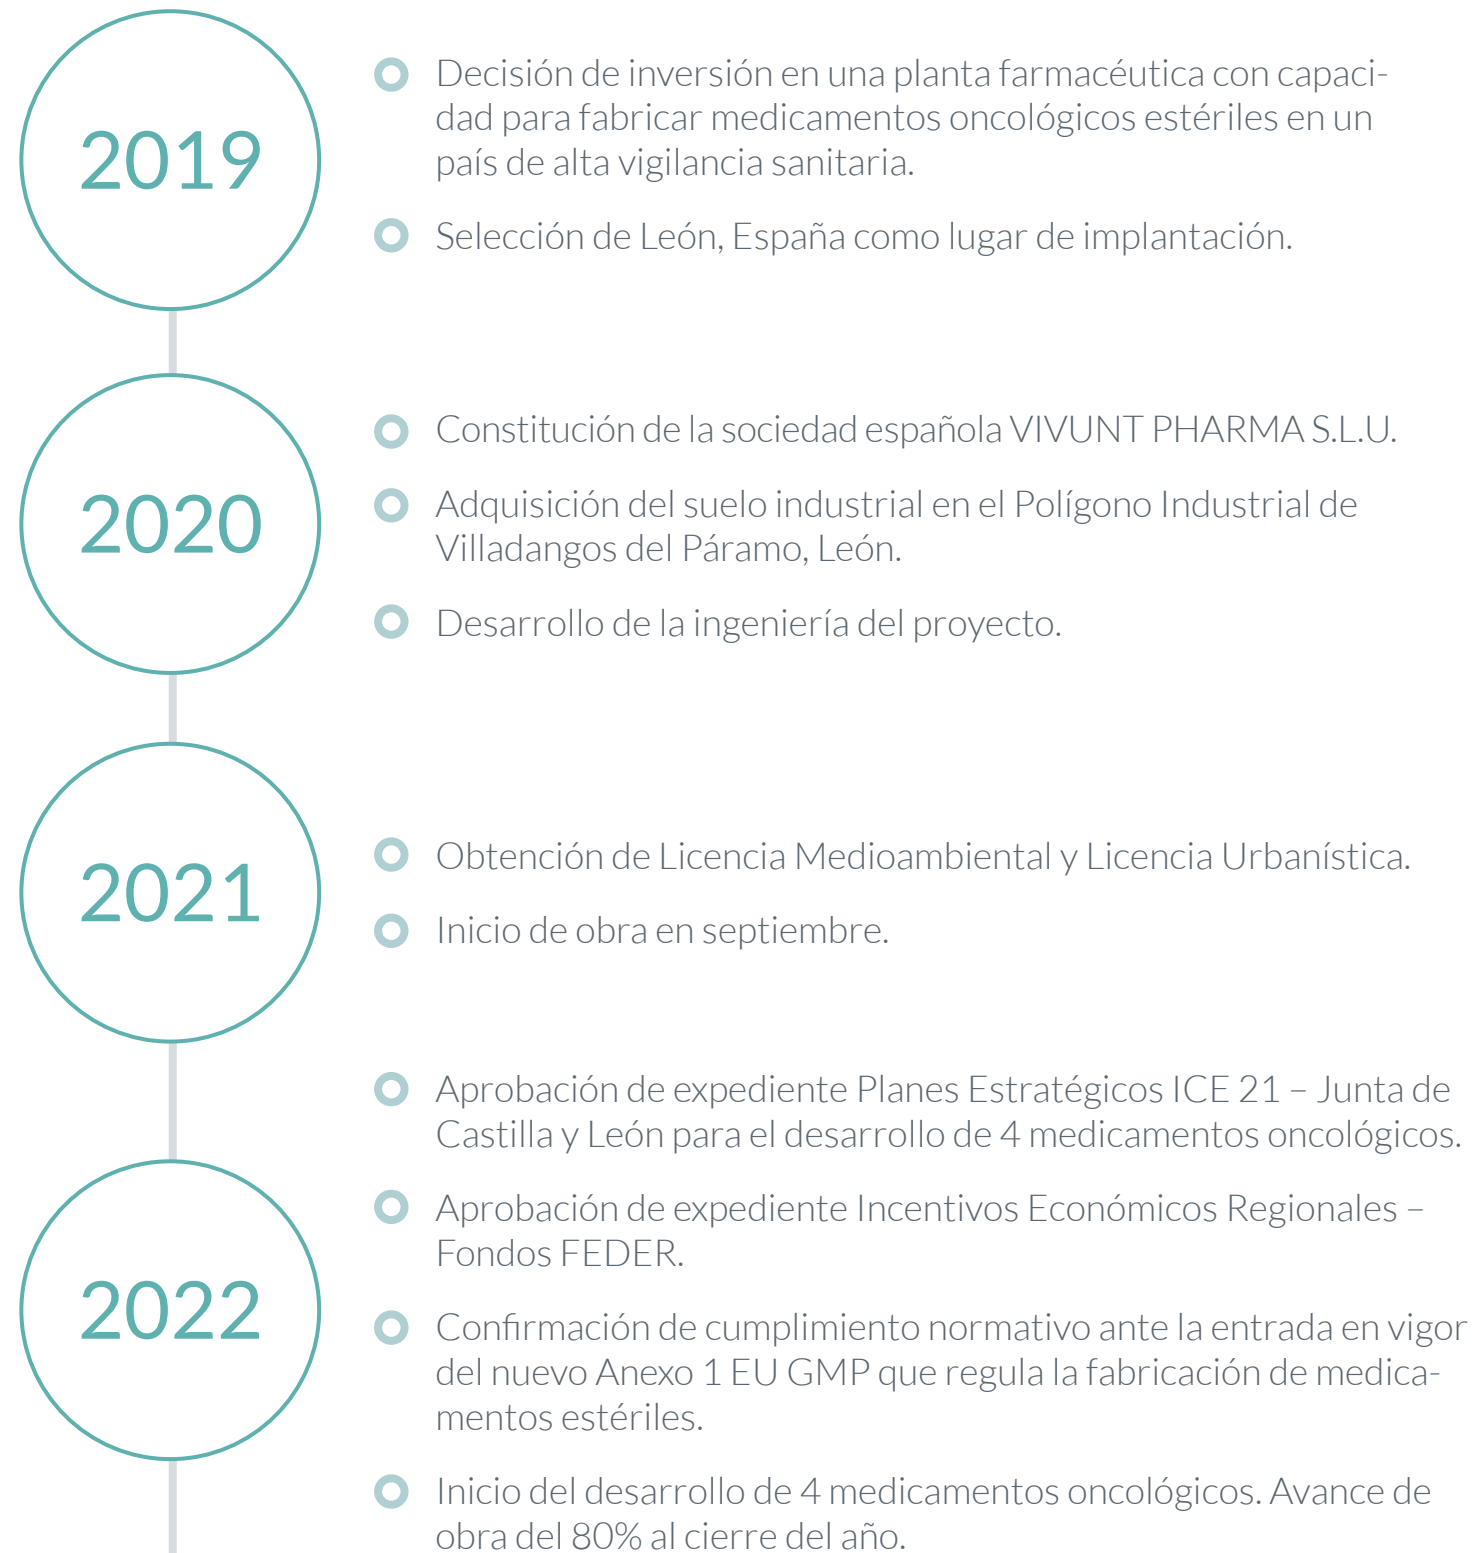 2019
Decisión de inversión en una planta farmacéutica con capaci-
dad para fabricar medicamentos oncológicos estériles en un
país de alta vigilancia sanitaria.
Selección de León, España como lugar de implantación.
2020
Constitución de la sociedad española VIVUNT PHARMA S.L.U.
Adquisición del suelo industrial en el Polígono Industrial de
Villadangos del Páramo, León.
Desarrollo de la ingeniería del proyecto.
2021
Obtención de Licencia Medioambiental y Licencia Urbanística.
Inicio de obra en septiembre.
2022
Aprobación de expediente Planes Estratégicos ICE 21 – Junta de
Castilla y León para el desarrollo de 4 medicamentos oncológicos.
Aprobación de expediente Incentivos Económicos Regionales –
Fondos FEDER.
Confirmación de cumplimiento normativo ante la entrada en vigor
del nuevo Anexo 1 EU GMP que regula la fabricación de medica-
mentos estériles.
Inicio del desarrollo de 4 medicamentos oncológicos. Avance de
obra del 80% al cierre del año.